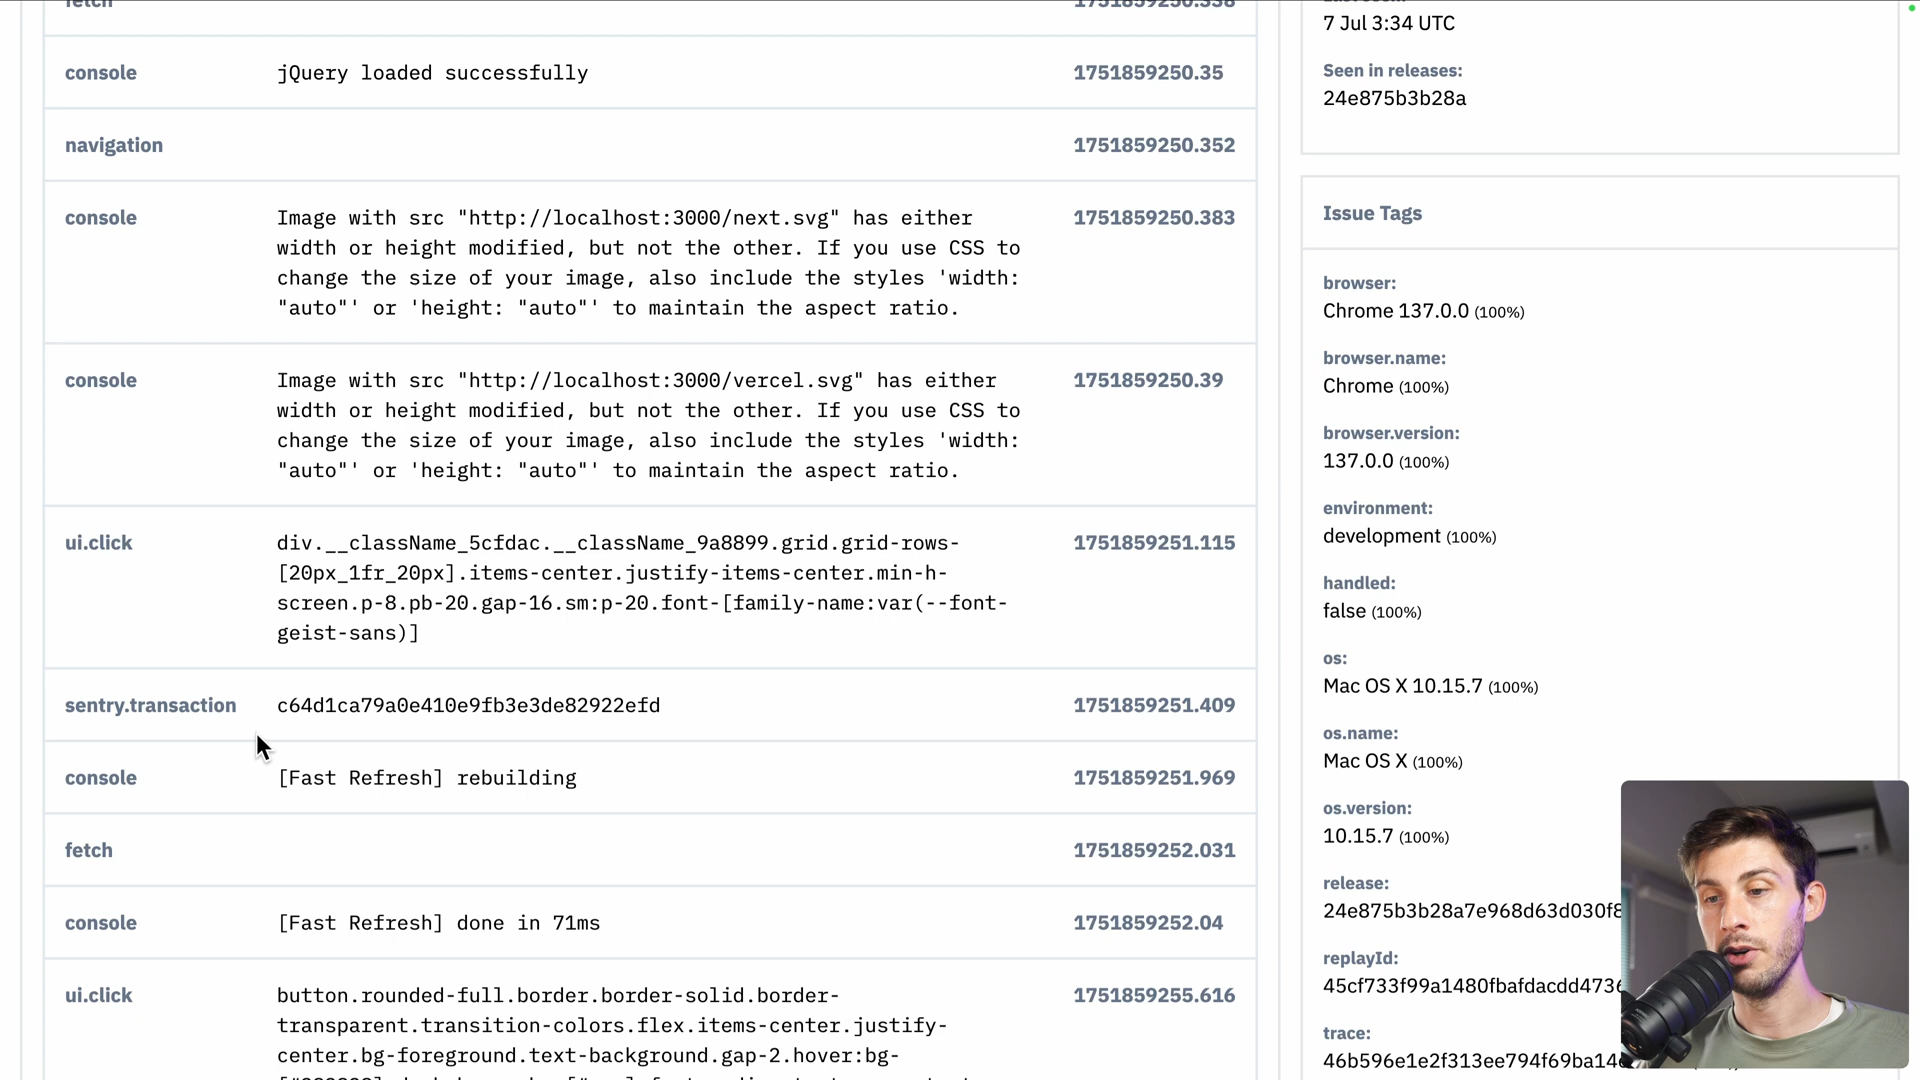 fetch 1751859250.338
console jQuery loaded successfully 1751859250.35
navigation 1751859250.352
console Image with src "http://localhost:3000/next.svg" has either 1751859250.383
width or height modified, but not the other. If you use CSS to
change the size of your image, also include the styles 'width:
"auto"' or 'height: "auto"' to maintain the aspect ratio.
console Image with src "http://localhost:3000/vercel.svg" has either 1751859250.39
width or height modified, but not the other. If you use CSS to
change the size of your image, also include the styles 'width:
"auto"' or 'height: "auto"' to maintain the aspect ratio.
ui.click div.__className_5cfdac.__className_9a8899.grid.grid-rows- 1751859251.115
[20px_1fr_20px].items-center.justify-items-center.min-h-
screen.p-8.pb-20.gap-16.sm:p-20.font-[family-name:var(--font-
geist-sans)]
sentry.transaction c64d1ca79a0e410e9fb3e3de82922efd 1751859251.409
console [Fast Refresh] rebuilding 1751859251.969
fetch 1751859252.031
console [Fast Refresh] done in 71ms 1751859252.04
ui.click button.rounded-full.border.border-solid.border- 1751859255.616
transparent.transition-colors.flex.items-center.justify-
center.bg-foreground.text-background.gap-2.hover:bg-
7 Jul 3:34 UTC
Seen in releases:
24e875b3b28a
Issue Tags
browser:
Chrome 137.0.0 (100%)
browser.name:
Chrome (100%)
browser.version:
137.0.0 (100%)
environment:
development (100%)
handled:
false (100%)
os:
Mac OS X 10.15.7 (100%)
os.name:
Mac OS X (100%)
os.version:
10.15.7 (100%)
release:
24e875b3b28a7e968d63d030f8
replayId:
45cf733f99a1480fbafdacdd4736
trace:
46b596e1e2f313ee794f69ba14